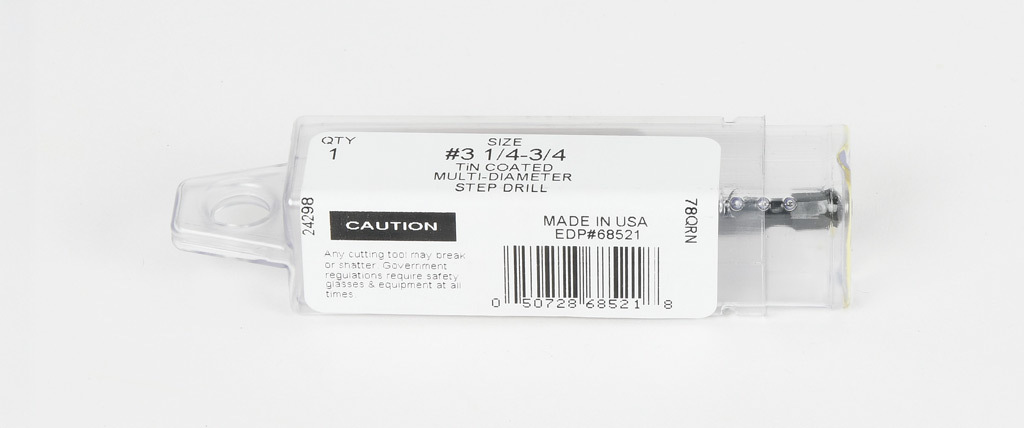 QTY
1
SIZE
#3 1/4-3/4
TiN COATED
MULTI-DIAMETER
STEP DRILL
24298
CAUTION
Any cutting tool may break
or shatter. Government
regulations require safety
glasses & equipment at all
times.
MADE IN USA
EDP#68521
0 50728 68521 8
78QRN